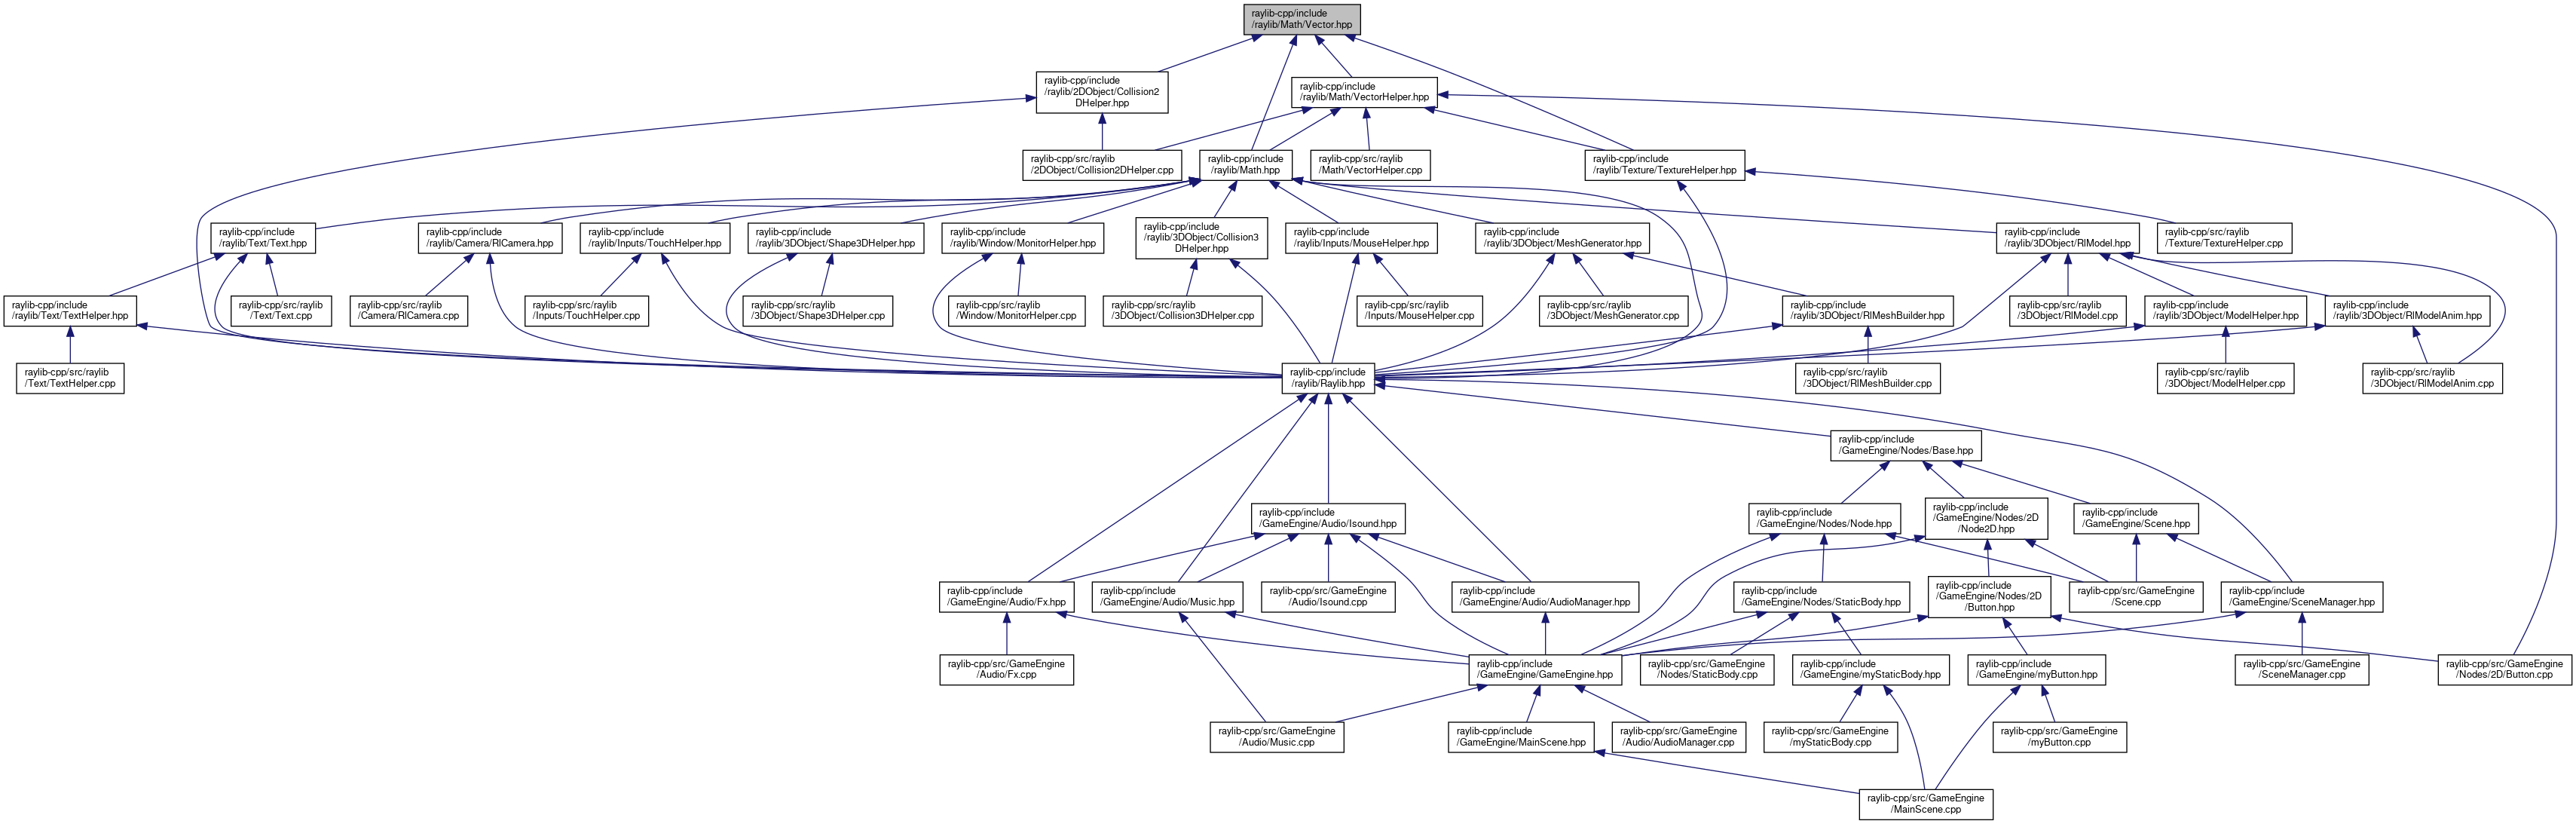 raylib-cpp/include
/raylib/Math/Vector.hpp
raylib-cpp/include
/raylib/2DObject/Collision2
DHelper.hpp
raylib-cpp/include
/raylib/Math/VectorHelper.hpp
raylib-cpp/src/raylib
/2DObject/Collision2DHelper.cpp
raylib-cpp/include
/raylib/Math.hpp
raylib-cpp/src/raylib
/Math/VectorHelper.cpp
raylib-cpp/include
/raylib/Texture/TextureHelper.hpp
raylib-cpp/include
/raylib/Text/Text.hpp
raylib-cpp/include
/raylib/Camera/RlCamera.hpp
raylib-cpp/include
/raylib/Inputs/TouchHelper.hpp
raylib-cpp/include
/raylib/3DObject/Shape3DHelper.hpp
raylib-cpp/include
/raylib/Window/MonitorHelper.hpp
raylib-cpp/include
/raylib/3DObject/Collision3
DHelper.hpp
raylib-cpp/include
/raylib/Inputs/MouseHelper.hpp
raylib-cpp/include
/raylib/3DObject/MeshGenerator.hpp
raylib-cpp/include
/raylib/3DObject/RlModel.hpp
raylib-cpp/src/raylib
/Texture/TextureHelper.cpp
raylib-cpp/include
/raylib/Text/TextHelper.hpp
raylib-cpp/src/raylib
/Text/Text.cpp
raylib-cpp/src/raylib
/Camera/RlCamera.cpp
raylib-cpp/src/raylib
/Inputs/TouchHelper.cpp
raylib-cpp/src/raylib
/3DObject/Shape3DHelper.cpp
raylib-cpp/src/raylib
/Window/MonitorHelper.cpp
raylib-cpp/src/raylib
/3DObject/Collision3DHelper.cpp
raylib-cpp/src/raylib
/Inputs/MouseHelper.cpp
raylib-cpp/src/raylib
/3DObject/MeshGenerator.cpp
raylib-cpp/include
/raylib/3DObject/RlMeshBuilder.hpp
raylib-cpp/src/raylib
/3DObject/RlModel.cpp
raylib-cpp/include
/raylib/3DObject/ModelHelper.hpp
raylib-cpp/include
/raylib/3DObject/RlModelAnim.hpp
raylib-cpp/src/raylib
/Text/TextHelper.cpp
raylib-cpp/include
/raylib/Raylib.hpp
raylib-cpp/src/raylib
/3DObject/RlMeshBuilder.cpp
raylib-cpp/src/raylib
/3DObject/ModelHelper.cpp
raylib-cpp/src/raylib
/3DObject/RlModelAnim.cpp
raylib-cpp/include
/GameEngine/Nodes/Base.hpp
raylib-cpp/include
/GameEngine/Audio/Isound.hpp
raylib-cpp/include
/GameEngine/Nodes/Node.hpp
raylib-cpp/include
/GameEngine/Nodes/2D
/Node2D.hpp
raylib-cpp/include
/GameEngine/Scene.hpp
raylib-cpp/include
/GameEngine/Audio/Fx.hpp
raylib-cpp/include
/GameEngine/Audio/Music.hpp
raylib-cpp/src/GameEngine
/Audio/Isound.cpp
raylib-cpp/include
/GameEngine/Audio/AudioManager.hpp
raylib-cpp/include
/GameEngine/Nodes/StaticBody.hpp
raylib-cpp/include
/GameEngine/Nodes/2D
/Button.hpp
raylib-cpp/src/GameEngine
/Scene.cpp
raylib-cpp/include
/GameEngine/SceneManager.hpp
raylib-cpp/src/GameEngine
/Audio/Fx.cpp
raylib-cpp/include
/GameEngine/GameEngine.hpp
raylib-cpp/src/GameEngine
/Nodes/StaticBody.cpp
raylib-cpp/include
/GameEngine/myStaticBody.hpp
raylib-cpp/include
/GameEngine/myButton.hpp
raylib-cpp/src/GameEngine
/SceneManager.cpp
raylib-cpp/src/GameEngine
/Nodes/2D/Button.cpp
raylib-cpp/src/GameEngine
/Audio/Music.cpp
raylib-cpp/include
/GameEngine/MainScene.hpp
raylib-cpp/src/GameEngine
/Audio/AudioManager.cpp
raylib-cpp/src/GameEngine
/myStaticBody.cpp
raylib-cpp/src/GameEngine
/myButton.cpp
raylib-cpp/src/GameEngine
/MainScene.cpp